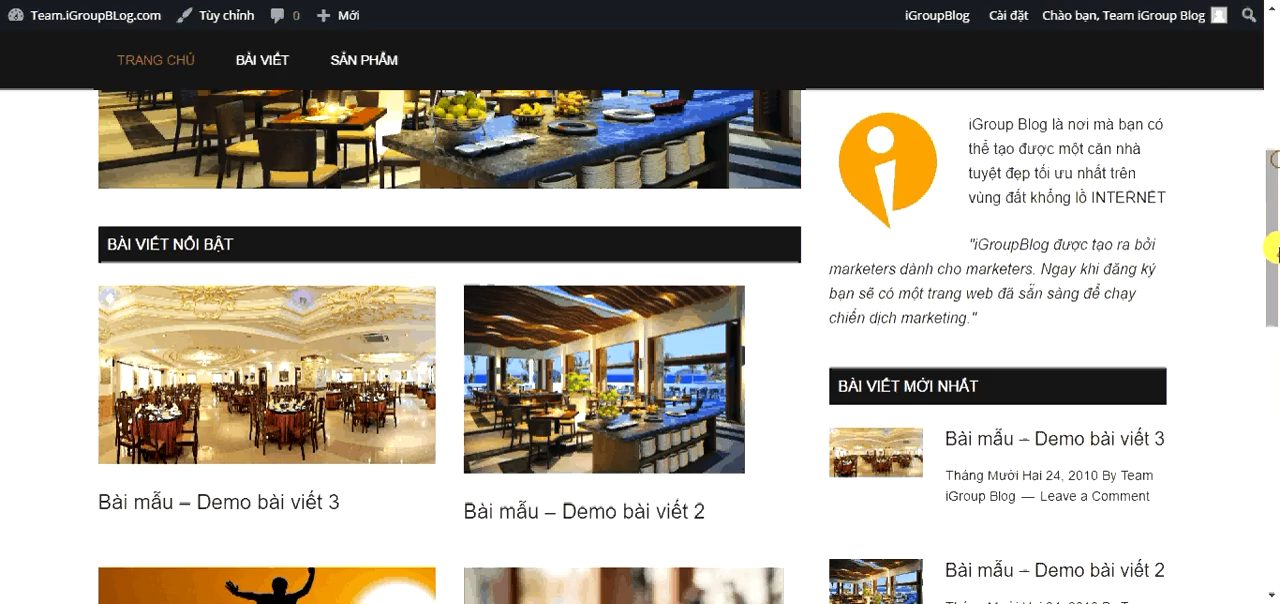 Team.iGroupBLog.com Tùy chỉnh 0 Mới iGroupBlog Cài đặt Chào bạn, Team iGroup Blog
TRANG CHỦ BÀI VIẾT SẢN PHẨM
iGroup Blog là nơi mà bạn có
thể tạo được một căn nhà
tuyệt đẹp tối ưu nhất trên
vùng đất khổng lồ INTERNET
"iGroupBlog được tạo ra bởi
marketers dành cho marketers. Ngay khi đăng ký
bạn sẽ có một trang web đã sẵn sàng để chạy
chiến dịch marketing."
BÀI VIẾT NỔI BẬT
Bài mẫu – Demo bài viết 3
Bài mẫu – Demo bài viết 2
BÀI VIẾT MỚI NHẤT
Bài mẫu – Demo bài viết 3
Tháng Mười Hai 24, 2010 By Team
iGroup Blog — Leave a Comment
Bài mẫu – Demo bài viết 2